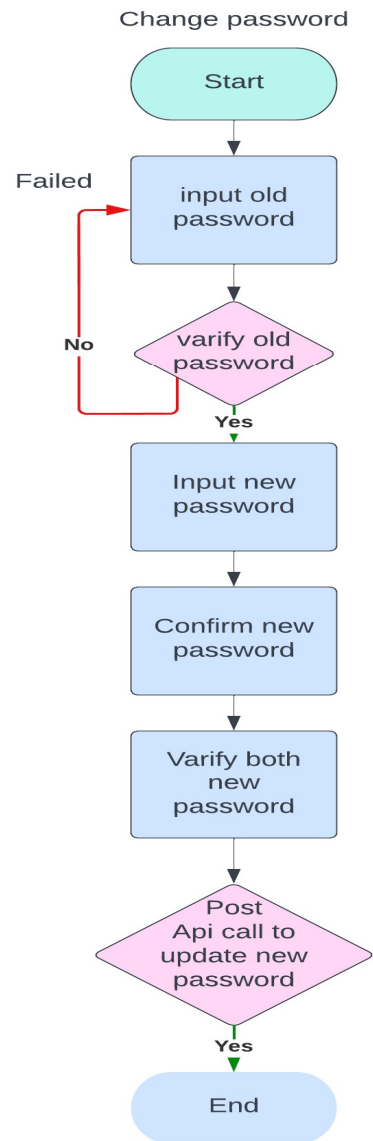 Change password
Start
Failed
input old
password
No
varify old
password
Yes
Input new
password
Confirm new
password
Varify both
new
password
Post
Api call to
update new
password
Yes
End